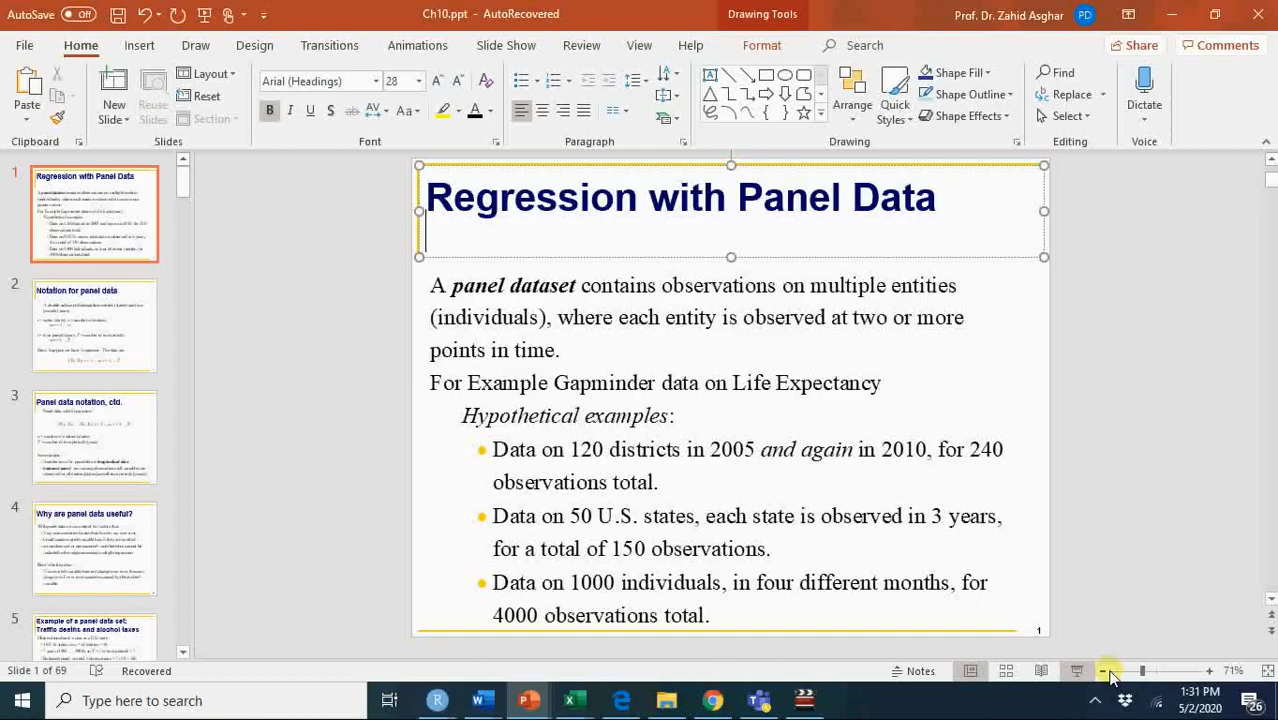 AutoSave Off
Ch10.ppt - AutoRecovered
Drawing Tools
Prof. Dr. Zahid Asghar
PD
File Home Insert Draw Design Transitions Animations Slide Show Review View Help Format Search Share Comments
Paste
New Slide
Reuse Slides
Layout
Reset
Section
Arial (Headings) 28
Arrange
Quick Styles
Shape Fill
Shape Outline
Shape Effects
Find
Replace
Select
Dictate
Clipboard Slides Font Paragraph Drawing Editing Voice
1
Regression with Panel Data
2
Notation for panel data
3
Panel data notation, ctd.
4
Why are panel data useful?
5
Example of a panel data set:
Traffic deaths and alcohol taxes
Regression with Panel Data
A panel dataset contains observations on multiple entities
(individuals), where each entity is observed at two or more
points in time.
For Example Gapminder data on Life Expectancy
Hypothetical examples:
Data on 120 districts in 2005 and again in 2010, for 240
observations total.
Data on 50 U.S. states, each state is observed in 3 years,
for a total of 150 observations.
Data on 1000 individuals, in four different months, for
4000 observations total.
1
Slide 1 of 69
Recovered
Notes
71%
Type here to search
1:31 PM
5/2/2020
26